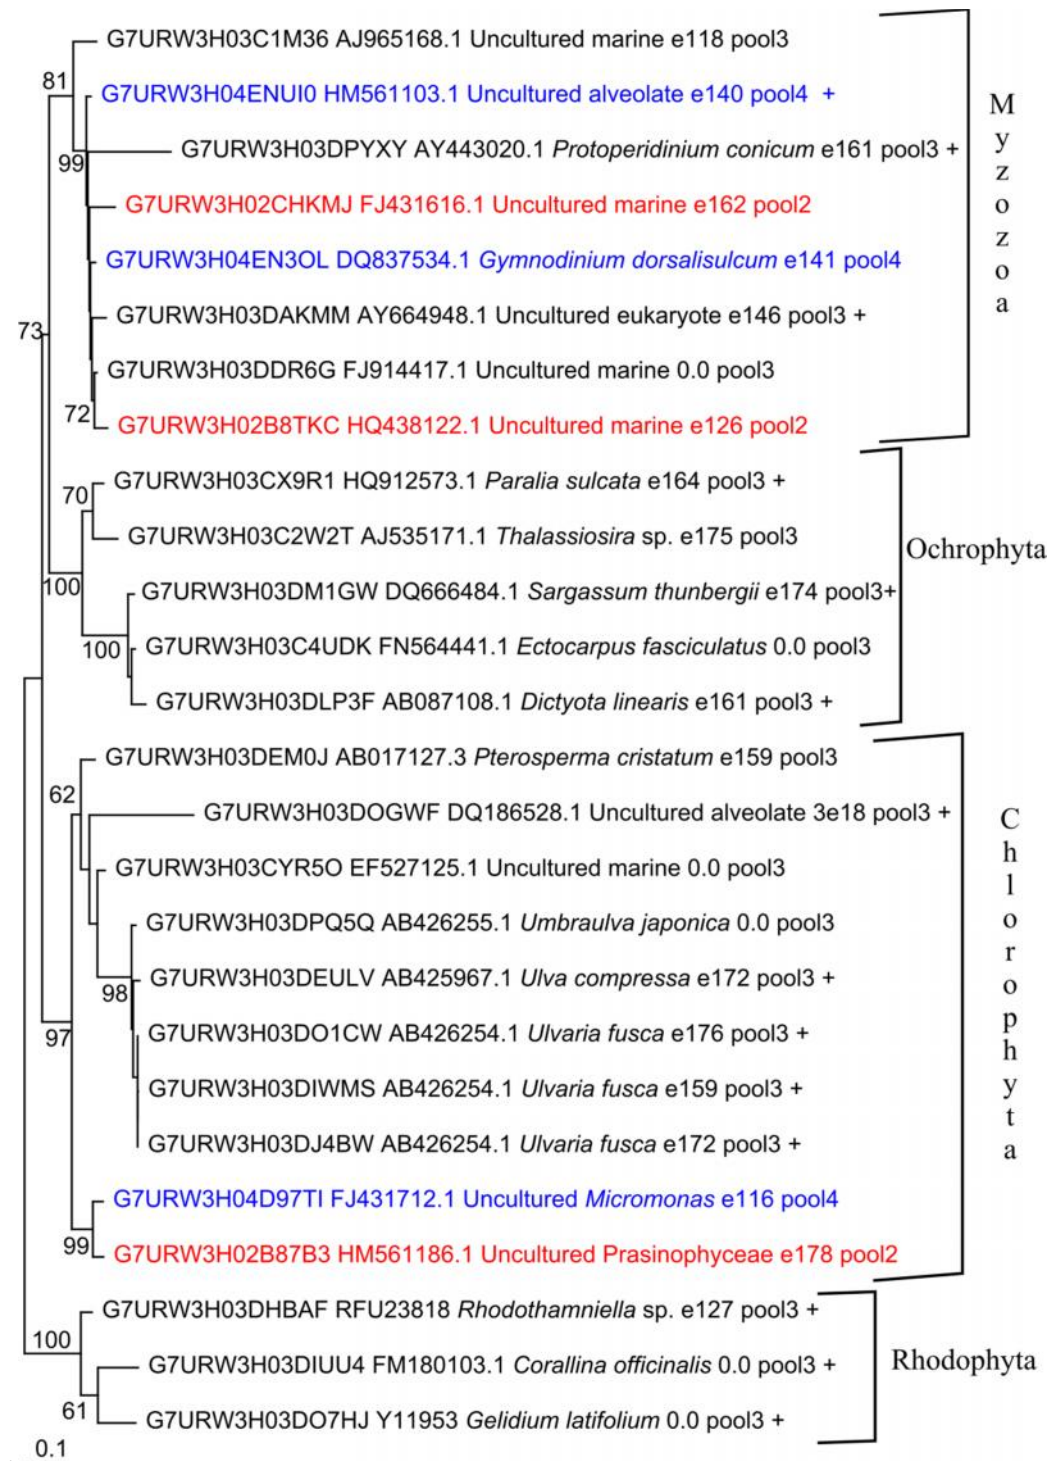 G7URW3H03C1M36 AJ965168.1 Uncultured marine e118 pool3
81
G7URW3H04ENUI0 HM561103.1 Uncultured alveolate e140 pool4 +
Myzozoa
G7URW3H03DPYXY AY443020.1 Protoperidinium conicum e161 pool3 +
99
G7URW3H02CHKMJ FJ431616.1 Uncultured marine e162 pool2
G7URW3H04EN3OL DQ837534.1 Gymnodinium dorsalisulcum e141 pool4
G7URW3H03DAKMM AY664948.1 Uncultured eukaryote e146 pool3 +
73
G7URW3H03DDR6G FJ914417.1 Uncultured marine 0.0 pool3
72
G7URW3H02B8TKC HQ438122.1 Uncultured marine e126 pool2
G7URW3H03CX9R1 HQ912573.1 Paralia sulcata e164 pool3 +
70
G7URW3H03C2W2T AJ535171.1 Thalassiosira sp. e175 pool3
Ochrophyta
100
G7URW3H03DM1GW DQ666484.1 Sargassum thunbergii e174 pool3+
G7URW3H03C4UDK FN564441.1 Ectocarpus fasciculatus 0.0 pool3
100
G7URW3H03DLP3F AB087108.1 Dictyota linearis e161 pool3 +
G7URW3H03DEM0J AB017127.3 Pterosperma cristatum e159 pool3
62
G7URW3H03DOGWF DQ186528.1 Uncultured alveolate 3e18 pool3 +
Chlorophyta
G7URW3H03CYR5O EF527125.1 Uncultured marine 0.0 pool3
G7URW3H03DPQ5Q AB426255.1 Umbraulva japonica 0.0 pool3
G7URW3H03DEULV AB425967.1 Ulva compressa e172 pool3 +
98
G7URW3H03DO1CW AB426254.1 Ulvaria fusca e176 pool3 +
97
G7URW3H03DIWMS AB426254.1 Ulvaria fusca e159 pool3 +
G7URW3H03DJ4BW AB426254.1 Ulvaria fusca e172 pool3 +
G7URW3H04D97TI FJ431712.1 Uncultured Micromonas e116 pool4
99
G7URW3H02B87B3 HM561186.1 Uncultured Prasinophyceae e178 pool2
G7URW3H03DHBAF RFU23818 Rhodothamniella sp. e127 pool3 +
100
G7URW3H03DIUU4 FM180103.1 Corallina officinalis 0.0 pool3 +
Rhodophyta
61
G7URW3H03DO7HJ Y11953 Gelidium latifolium 0.0 pool3 +
0.1